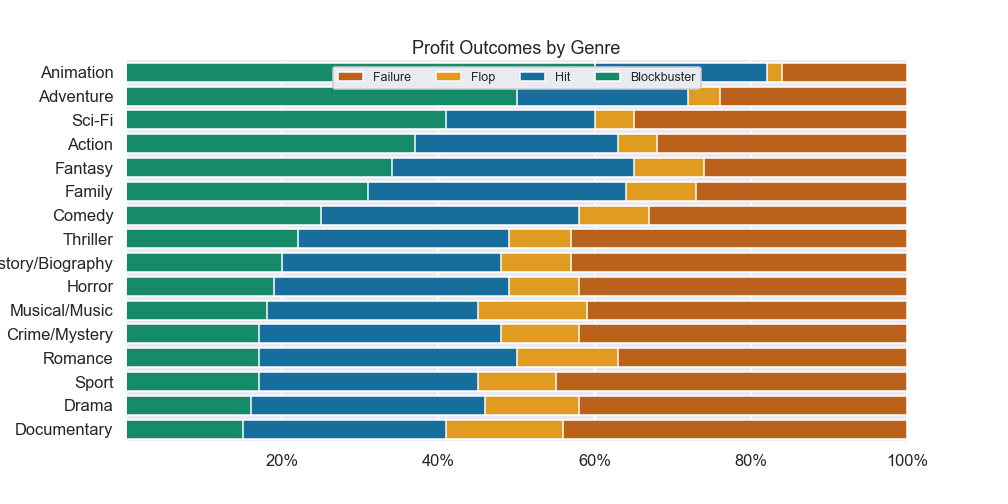 Profit Outcomes by Genre
Failure Flop Hit Blockbuster
Animation
Adventure
Sci-Fi
Action
Fantasy
Family
Comedy
Thriller
story/Biography
Horror
Musical/Music
Crime/Mystery
Romance
Sport
Drama
Documentary
20% 40% 60% 80% 100%